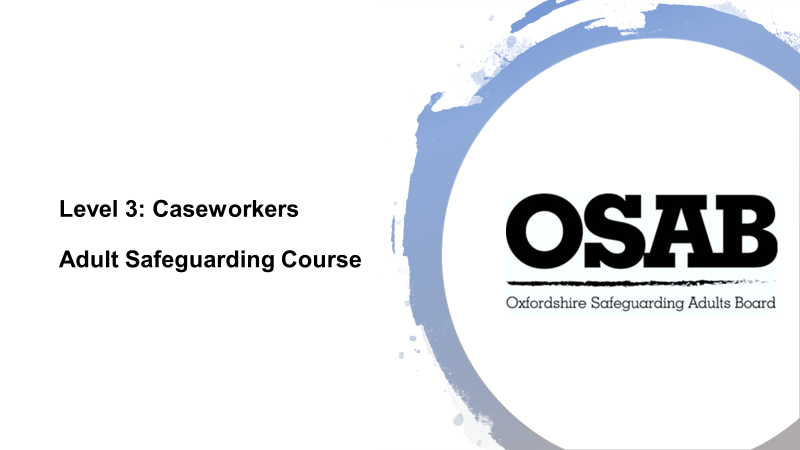 Level 3: Caseworkers
Adult Safeguarding Course
OSAB
Oxfordshire Safeguarding Adults Board